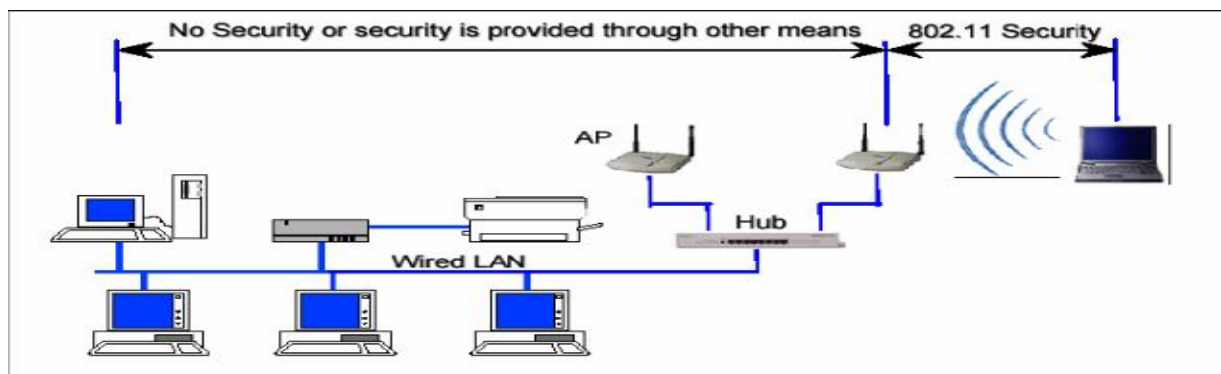 No Security or security is provided through other means
802.11 Security
AP
Hub
Wired LAN